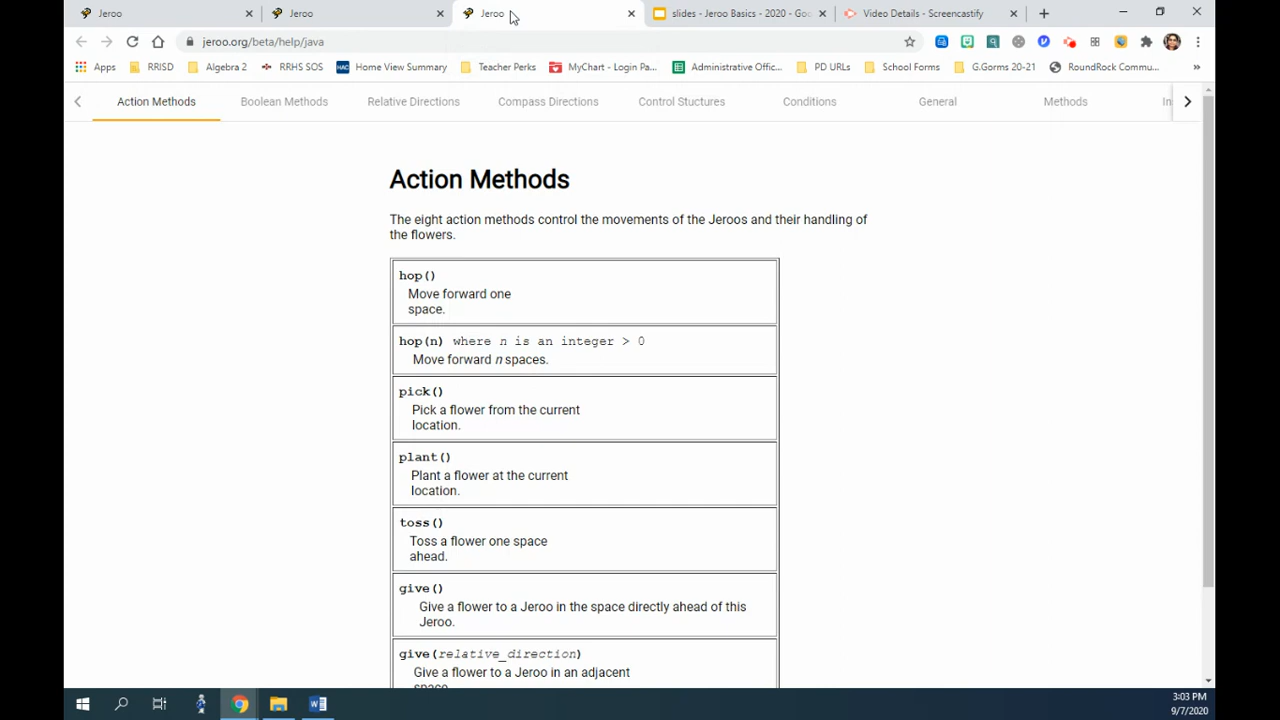 Jeroo
Jeroo
Jeroo
slides - Jeroo Basics - 2020 - Goo
Video Details - Screencastify
jeroo.org/beta/help/java
Apps
RRISD
Algebra 2
RRHS SOS
HAC
Home View Summary
Teacher Perks
MyChart - Login Pa...
Administrative Offic...
PD URLs
School Forms
G.Gorms 20-21
RoundRock Commu...
Action Methods
Boolean Methods
Relative Directions
Compass Directions
Control Stuctures
Conditions
General
Methods
In
Action Methods
The eight action methods control the movements of the Jeroos and their handling of
the flowers.
hop()
Move forward one
space.
hop(n) where n is an integer > 0
Move forward n spaces.
pick()
Pick a flower from the current
location.
plant()
Plant a flower at the current
location.
toss()
Toss a flower one space
ahead.
give()
Give a flower to a Jeroo in the space directly ahead of this
Jeroo.
give(relative_direction)
Give a flower to a Jeroo in an adjacent
space
3:03 PM
9/7/2020